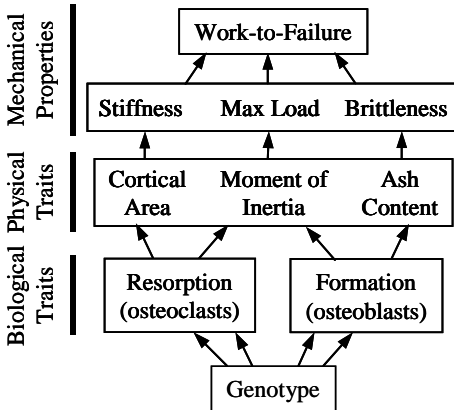 Mechanical
Properties
Work-to-Failure
Stiffness Max Load Brittleness
Physical
Traits
Cortical
Area
Moment of
Inertia
Ash
Content
Biological
Traits
Resorption
(osteoclasts)
Formation
(osteoblasts)
Genotype